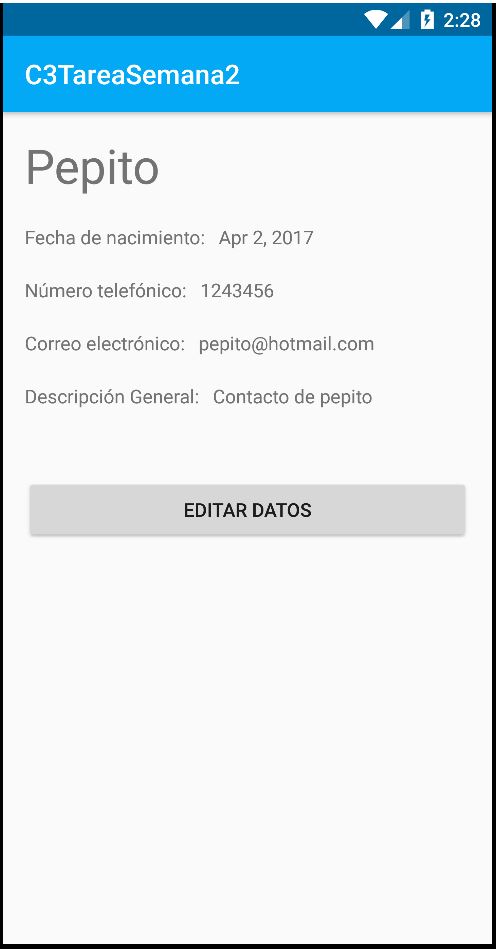 2:28
C3TareaSemana2
Pepito
Fecha de nacimiento: Apr 2, 2017
Número telefónico: 1243456
Correo electrónico: pepito@hotmail.com
Descripción General: Contacto de pepito
EDITAR DATOS